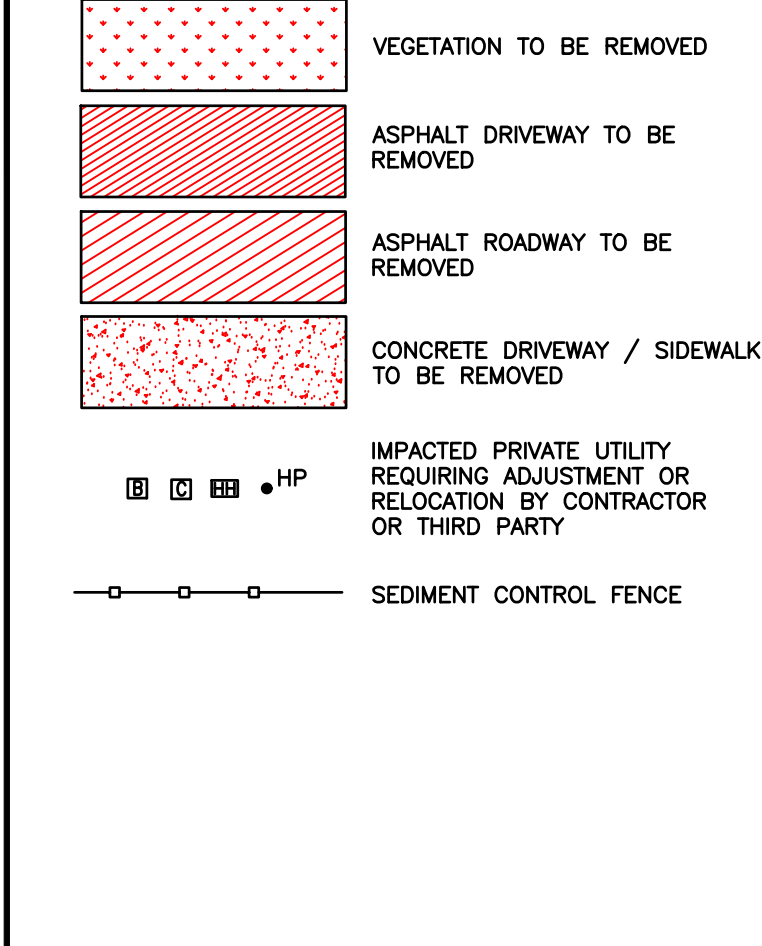 VEGETATION TO BE REMOVED
ASPHALT DRIVEWAY TO BE
REMOVED
ASPHALT ROADWAY TO BE
REMOVED
CONCRETE DRIVEWAY / SIDEWALK
TO BE REMOVED
B C HH HP
IMPACTED PRIVATE UTILITY
REQUIRING ADJUSTMENT OR
RELOCATION BY CONTRACTOR
OR THIRD PARTY
SEDIMENT CONTROL FENCE